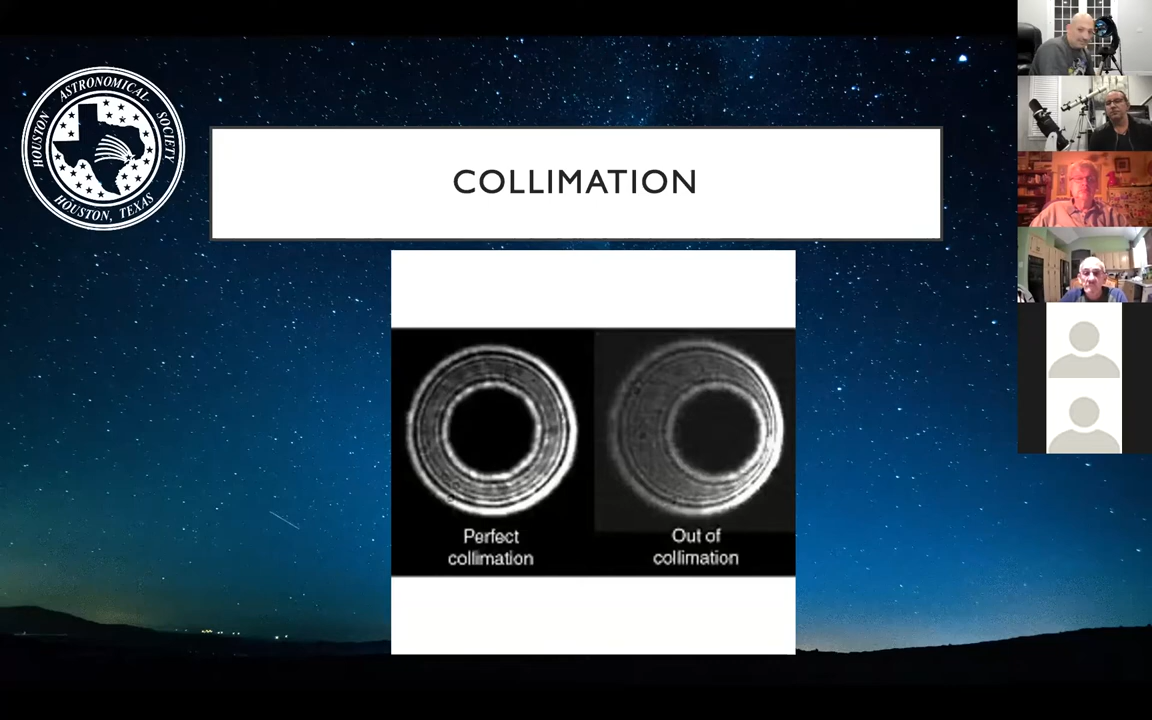 HOUSTON ASTRONOMICAL SOCIETY
HOUSTON, TEXAS
COLLIMATION
Perfect
collimation
Out of
collimation